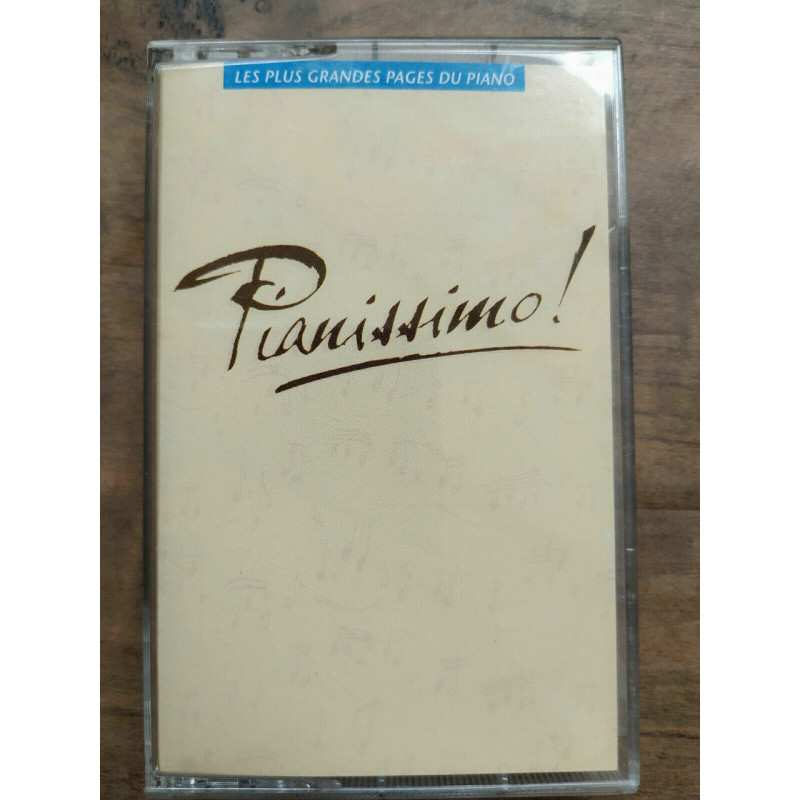 LES PLUS GRANDES PAGES DU PIANO
Pianissimo!